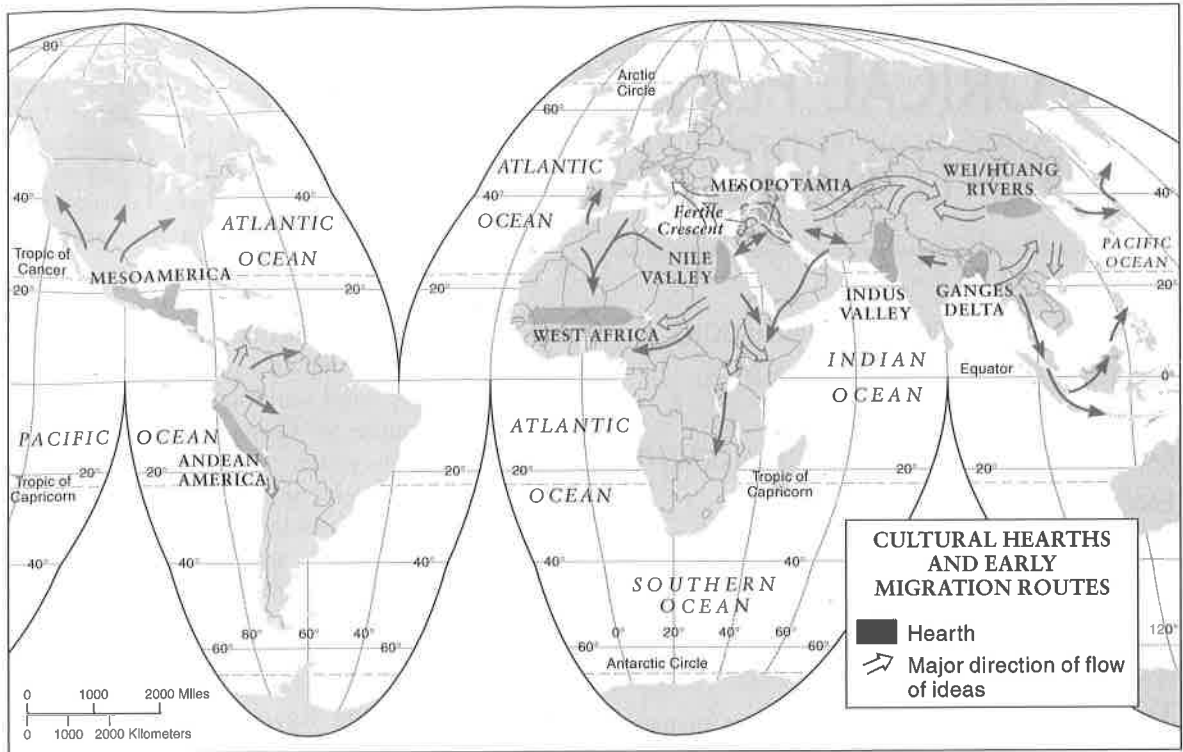 80°
Arctic
Circle
60°
ATLANTIC
OCEAN
MESOPOTAMIA
WEI/HUANG
RIVERS
40°
40°
40°
40°
ATLANTIC
OCEAN
Fertile
Crescent
Tropic of
Cancer
MESOAMERICA
NILE
VALLEY
PACIFIC
OCEAN
20°
20°
20°
20°
INDUS
VALLEY
GANGES
DELTA
WEST AFRICA
INDIAN
OCEAN
Equator
0°
0°
PACIFIC
OCEAN
ATLANTIC
OCEAN
ANDEAN
AMERICA
20°
20°
20°
20°
20°
20°
Tropic of
Capricorn
Tropic of
Capricorn
40°
40°
40°
40°
40°
SOUTHERN
OCEAN
80°
60°
40°
0°
20°
40°
60°
60°
60°
60°
120°
Antarctic Circle
CULTURAL HEARTHS
AND EARLY
MIGRATION ROUTES
Hearth
Major direction of flow
of ideas
0 1000 2000 Miles
0 1000 2000 Kilometers